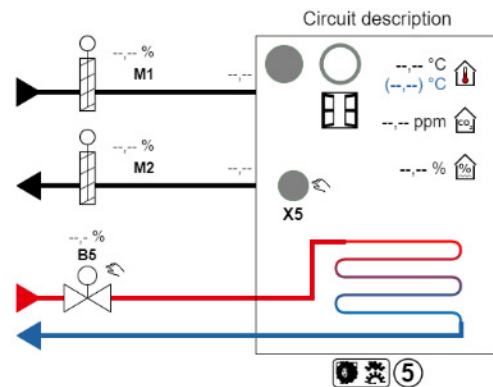 Circuit description
--,-- %
M1
--,--
--,-- °C
(--,--) °C
--,-- ppm
CO₂
--,-- %
M2
--,--
--,-- %
%
X5
--,- %
B5
5